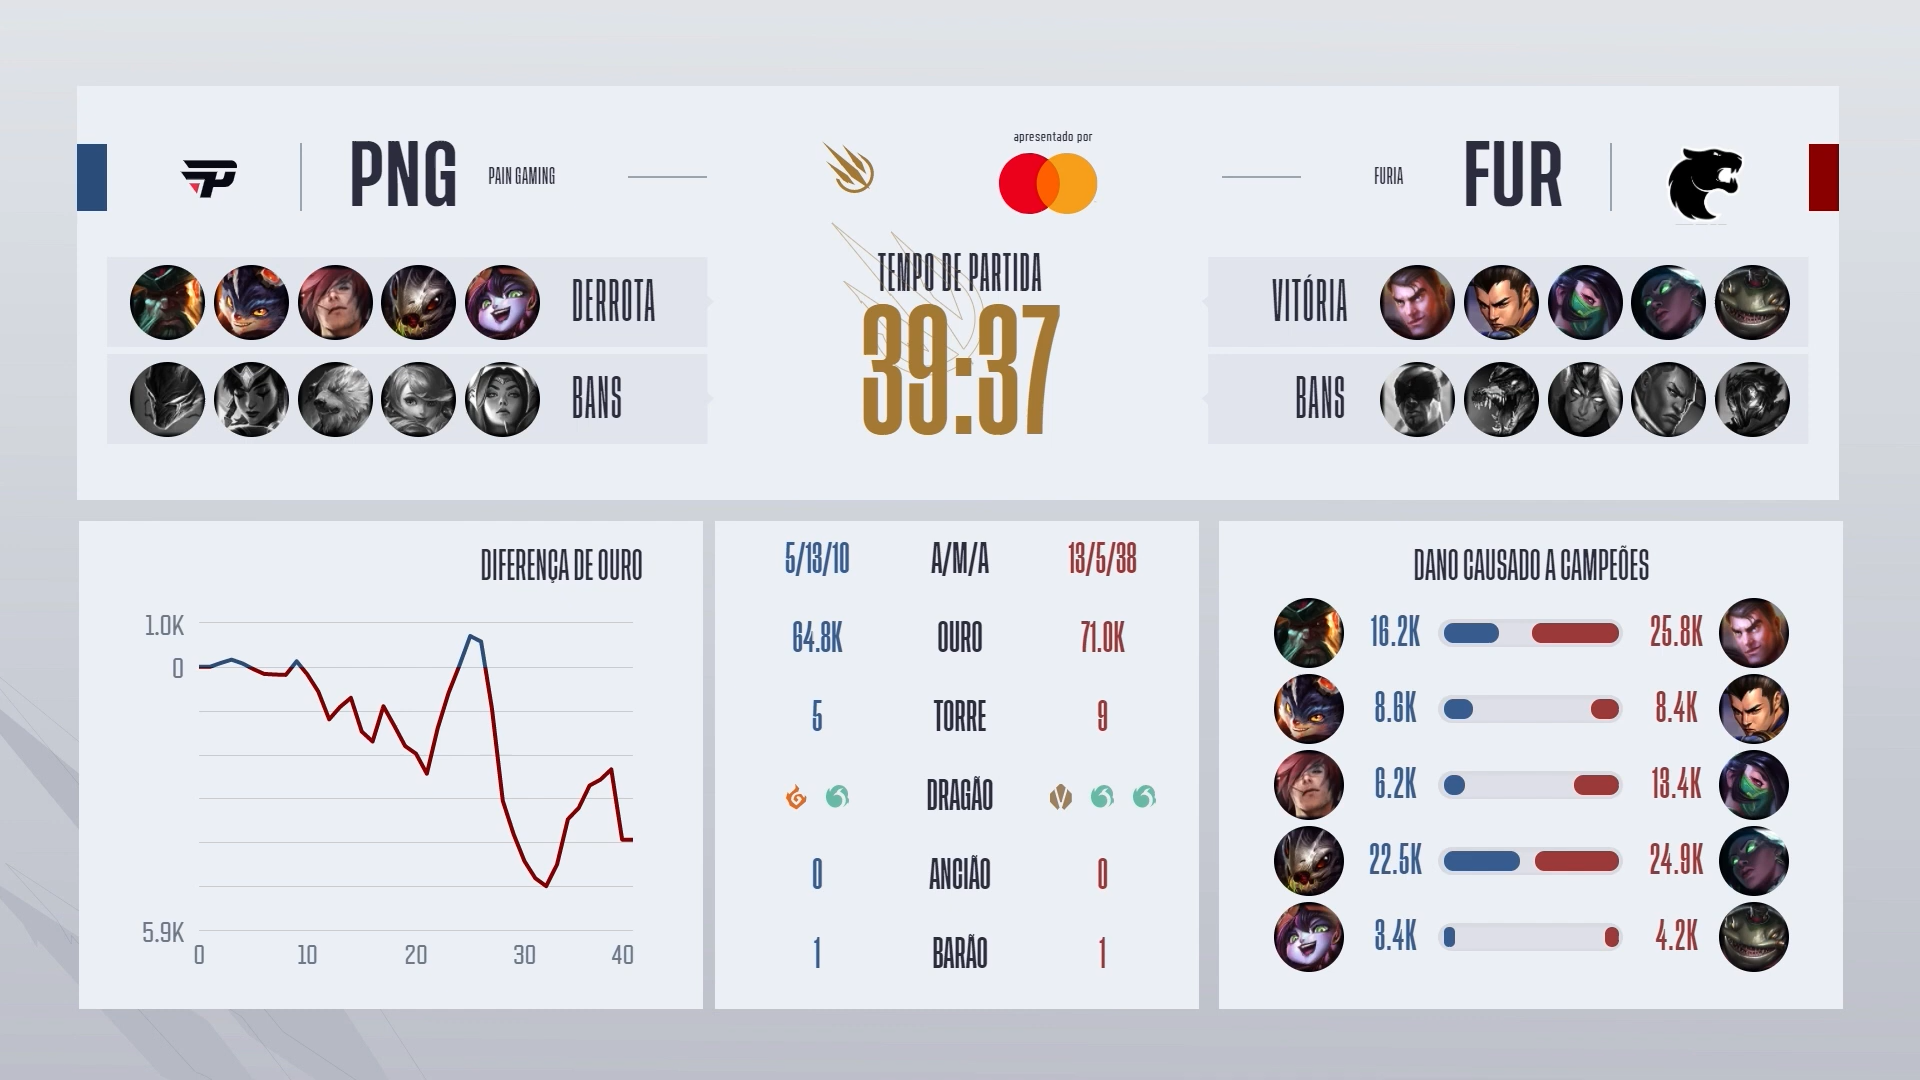 apresentado por
PNG
PAIN GAMING
FURIA
FUR
TEMPO DE PARTIDA
39:37
DERROTA
BANS
VITÓRIA
BANS
DIFERENÇA DE OURO
1.0K
0
5.9K
0 10 20 30 40
5/13/10 A/M/A 13/5/38
64.8K OURO 71.0K
5 TORRE 9
DRAGÃO
0 ANCIÃO 0
1 BARÃO 1
DANO CAUSADO A CAMPEÕES
16.2K 25.8K
8.6K 8.4K
6.2K 13.4K
22.5K 24.9K
3.4K 4.2K